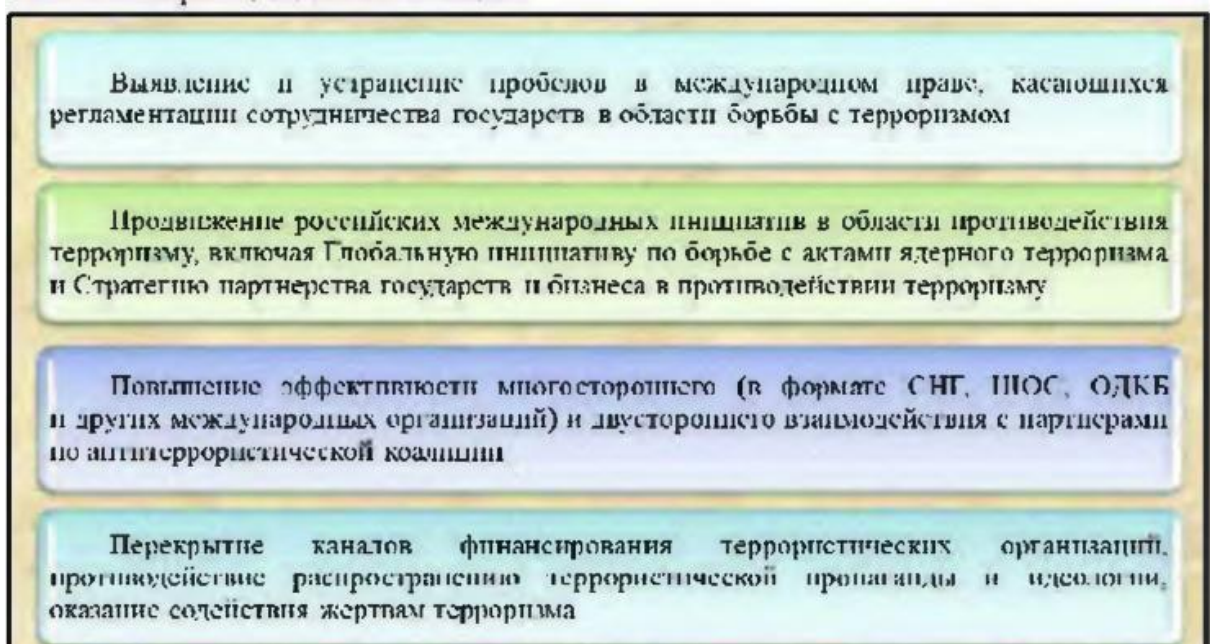 Выявление и устранение пробелов в международном праве, касающихся
регламентации сотрудничества государств в области борьбы с терроризмом
Продвижение российских международных инициатив в области противодействия
терроризму, включая Глобальную инициативу по борьбе с актами ядерного терроризма
и Стратегию партнерства государств и бизнеса в противодействии терроризму
Повышение эффективности многостороннего (в формате СНГ, ШОС, ОДКБ
и других международных организаций) и двустороннего взаимодействия с партнерами
по антитеррористической коалиции
Перекрытие каналов финансирования террористических организаций,
противодействие распространению террористической пропаганды и идеологии,
оказание содействия жертвам терроризма